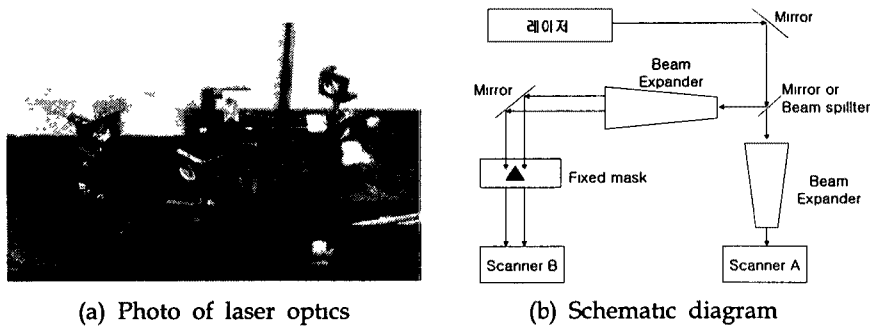 레이저
Mirror
Beam
Expander
Mirror
Mirror or
Beam spillter
Fixed mask
Beam
Expander
Scanner B
Scanner A
(a) Photo of laser optics
(b) Schematic diagram